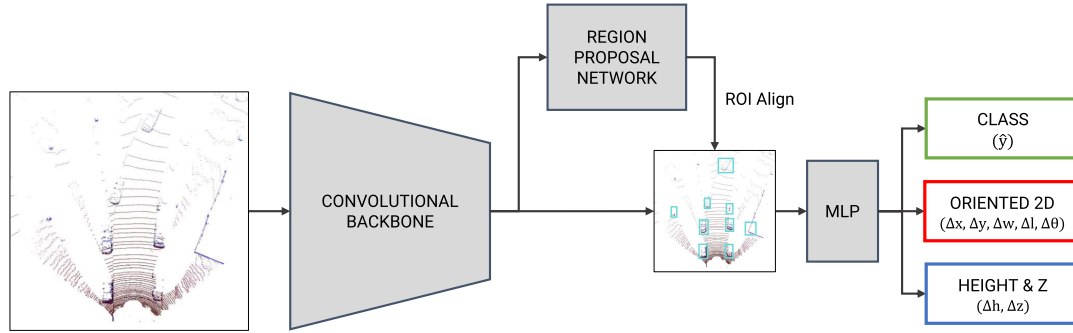 REGION
PROPOSAL
NETWORK
ROI Align
CONVOLUTIONAL
BACKBONE
MLP
CLASS
(ŷ)
ORIENTED 2D
(Δx, Δy, Δw, Δl, Δθ)
HEIGHT & Z
(Δh, Δz)